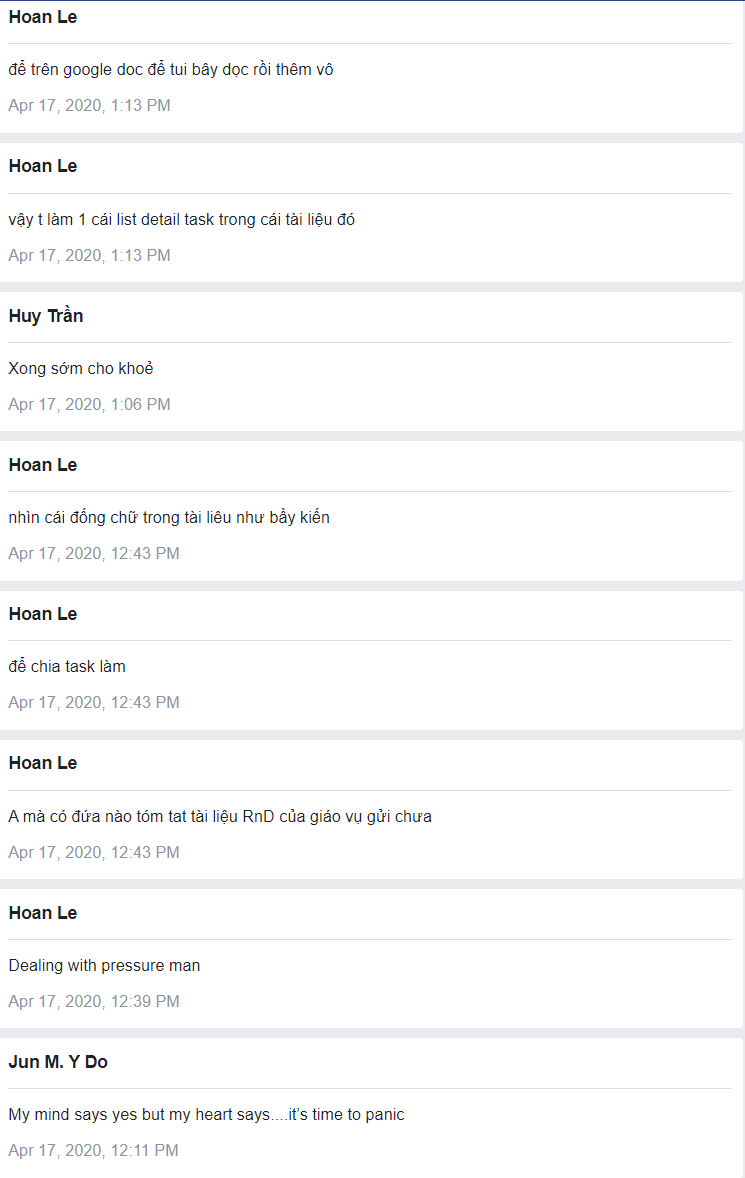 Hoan Le
để trên google doc để tui bây dọc rồi thêm vô
Apr 17, 2020, 1:13 PM
Hoan Le
vậy t làm 1 cái list detail task trong cái tài liệu đó
Apr 17, 2020, 1:13 PM
Huy Trần
Xong sớm cho khoẻ
Apr 17, 2020, 1:06 PM
Hoan Le
nhìn cái đống chữ trong tài liêu như bầy kiến
Apr 17, 2020, 12:43 PM
Hoan Le
để chia task làm
Apr 17, 2020, 12:43 PM
Hoan Le
A mà có đứa nào tóm tat tài liệu RnD của giáo vụ gửi chưa
Apr 17, 2020, 12:43 PM
Hoan Le
Dealing with pressure man
Apr 17, 2020, 12:39 PM
Jun M. Y Do
My mind says yes but my heart says....it's time to panic
Apr 17, 2020, 12:11 PM